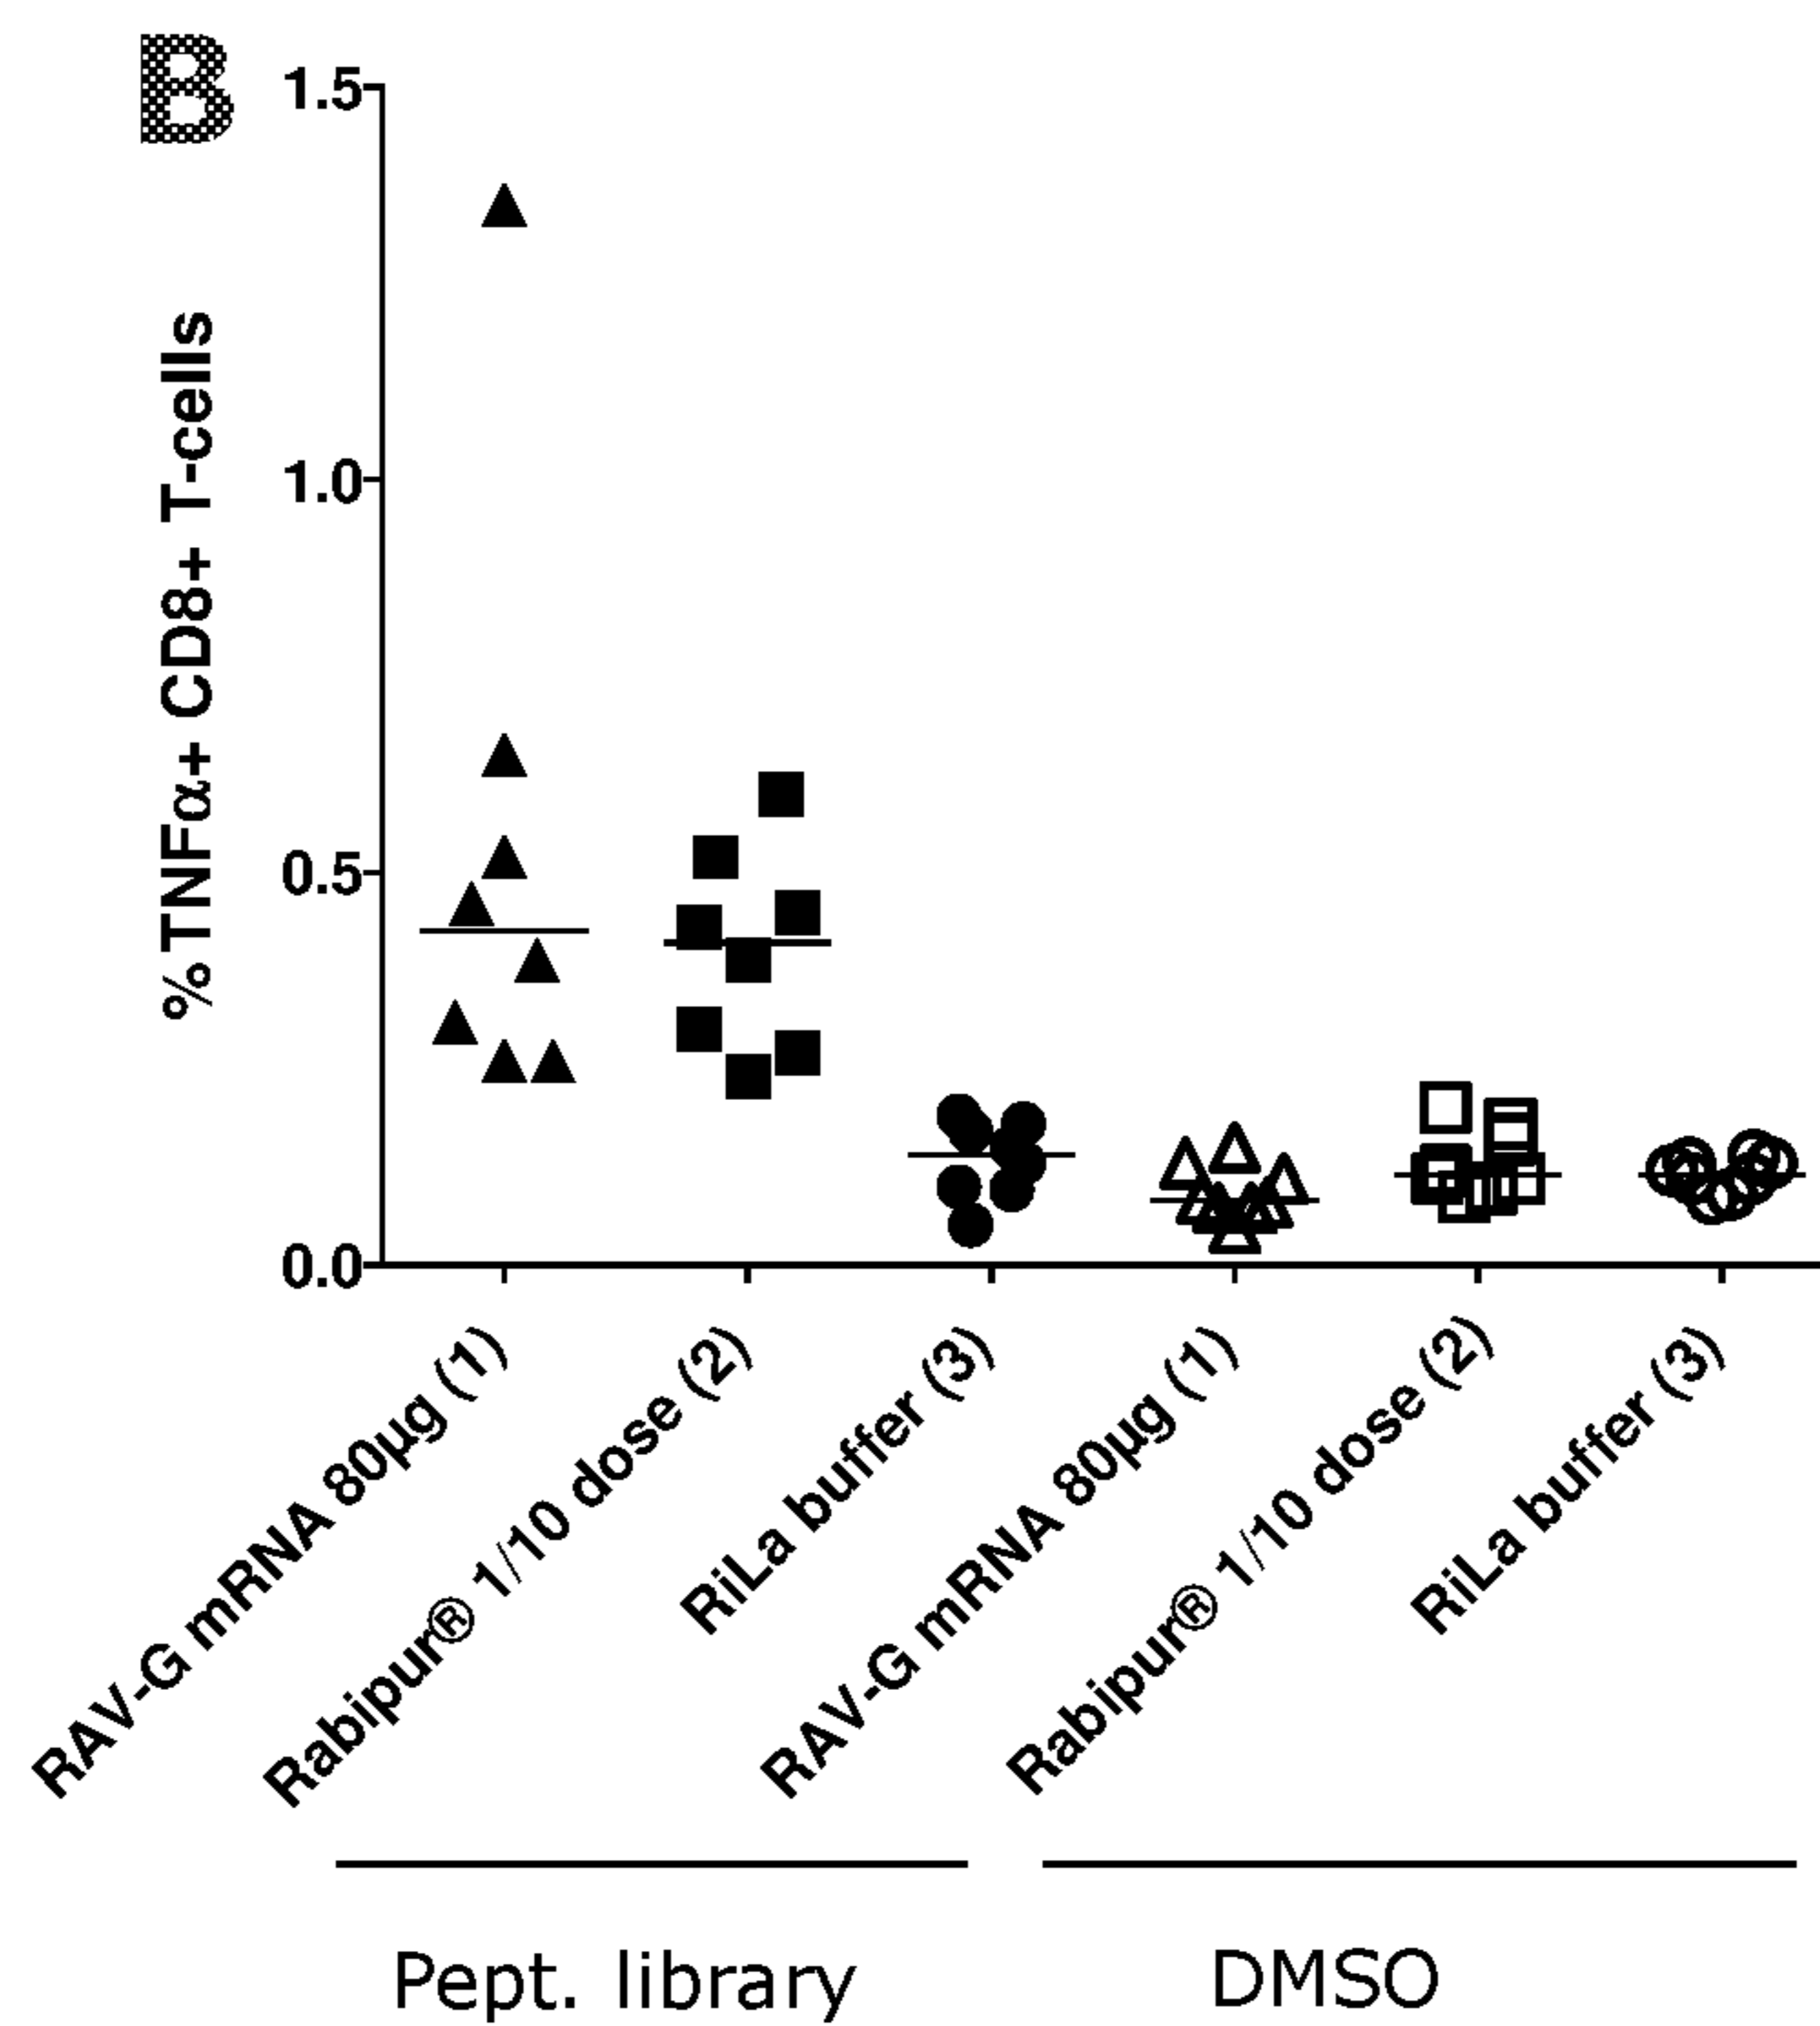 B
% TNFα+ CD8+ T-cells
1.5
1.0
0.5
0.0
RAV-G mRNA 80µg (1)
Rabipur® 1/10 dose (2)
RiLa buffer (3)
RAV-G mRNA 80µg (1)
Rabipur® 1/10 dose (2)
RiLa buffer (3)
Pept. library
DMSO